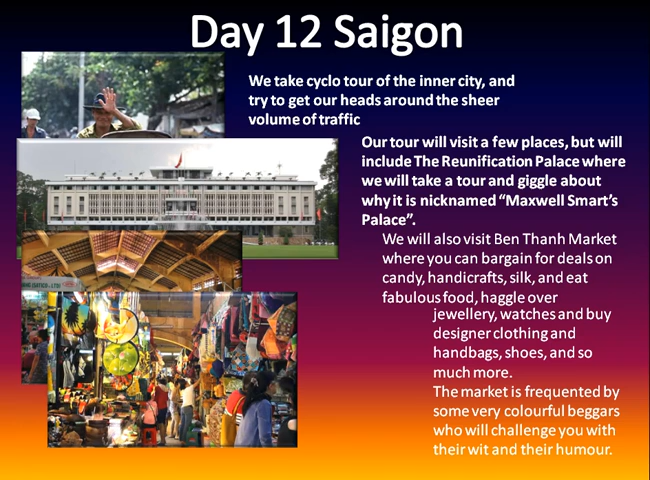 Day 12 Saigon
We take cyclo tour of the inner city, and
try to get our heads around the sheer
volume of traffic
Our tour will visit a few places, but will
include The Reunification Palace where
we will take a tour and giggle about
why it is nicknamed “Maxwell Smart’s
Palace”.
We will also visit Ben Thanh Market
where you can bargain for deals on
candy, handicrafts, silk, and eat
fabulous food, haggle over
jewellery, watches and buy
designer clothing and
handbags, shoes, and so
much more.
The market is frequented by
some very colourful beggars
who will challenge you with
their wit and their humour.